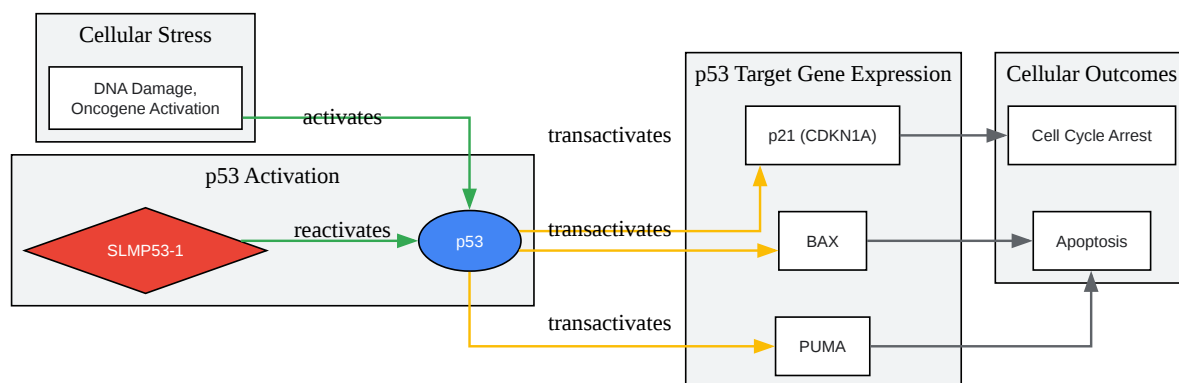 Cellular Stress
DNA Damage,
Oncogene Activation
activates
p53 Activation
SLMP53-1
reactivates
p53
transactivates
transactivates
transactivates
p53 Target Gene Expression
p21 (CDKN1A)
BAX
PUMA
Cellular Outcomes
Cell Cycle Arrest
Apoptosis